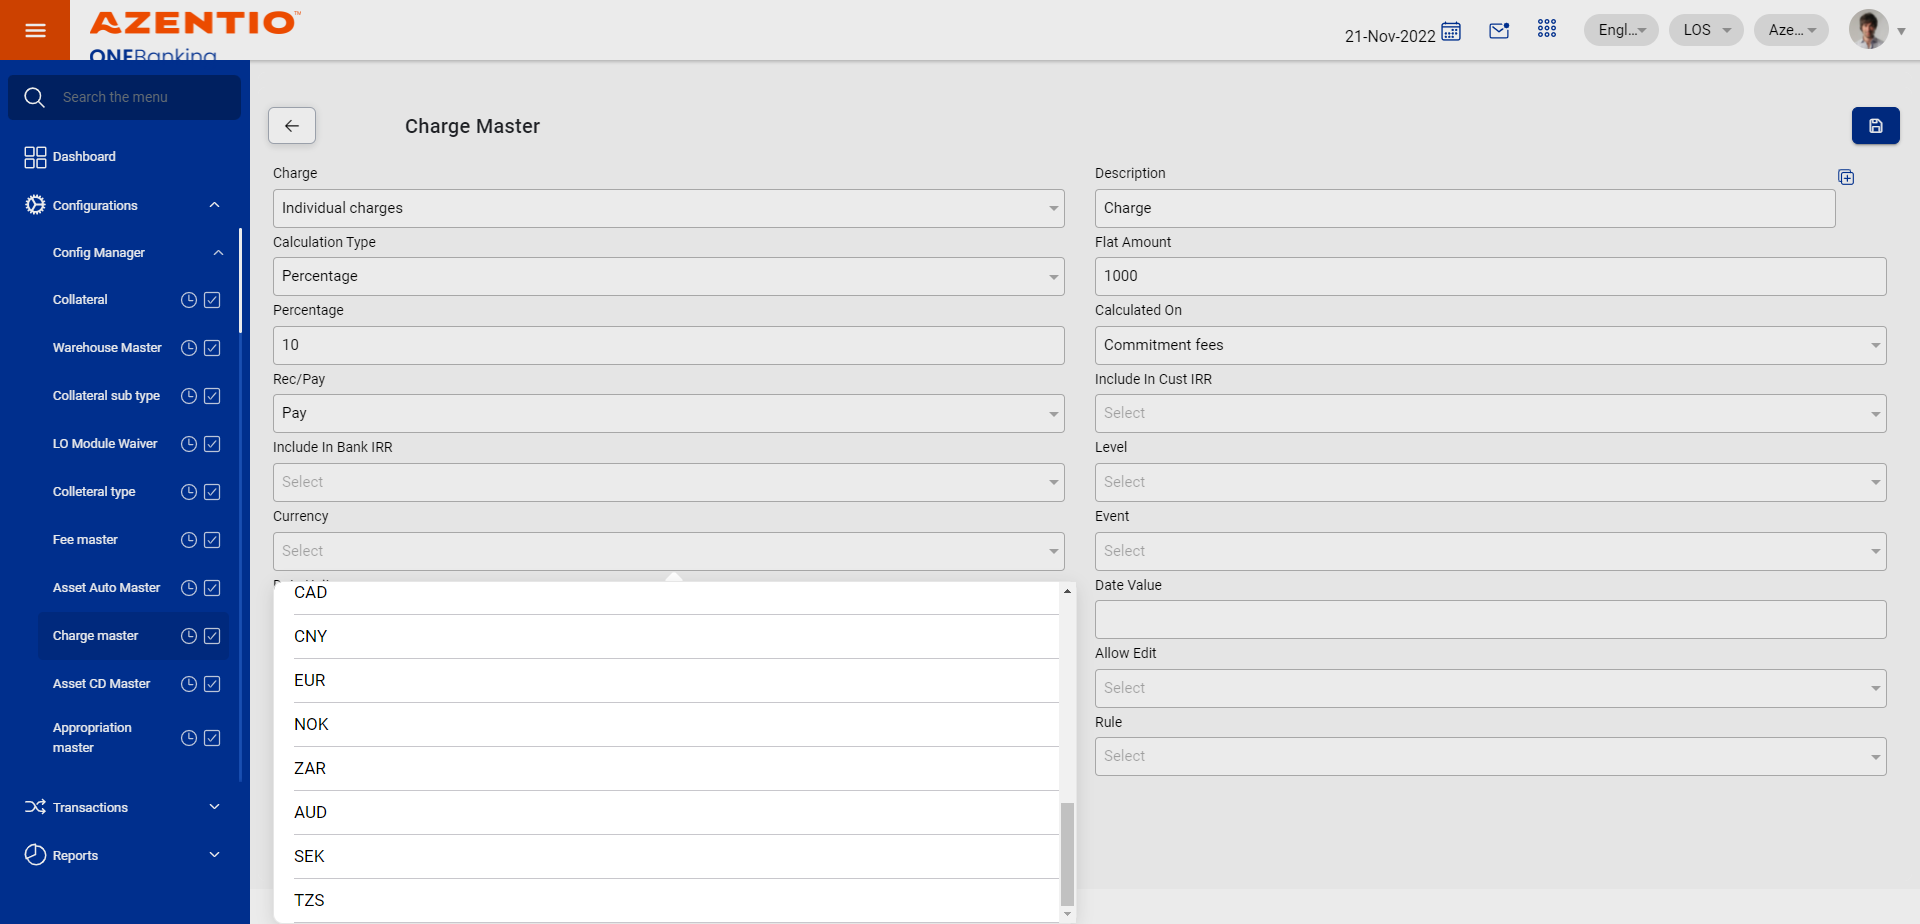 AZENTIO™
ONEBanking
21-Nov-2022
Engl...
LOS
Aze...
Search the menu
Dashboard
Configurations
Config Manager
Collateral
Warehouse Master
Collateral sub type
LO Module Waiver
Colleteral type
Fee master
Asset Auto Master
Charge master
Asset CD Master
Appropriation
master
Transactions
Reports
Charge Master
Charge
Individual charges
Description
Charge
Calculation Type
Percentage
Flat Amount
1000
Percentage
10
Calculated On
Commitment fees
Rec/Pay
Pay
Include In Cust IRR
Select
Include In Bank IRR
Select
Level
Select
Currency
Select
Event
Select
CAD
CNY
EUR
NOK
ZAR
AUD
SEK
TZS
Date Value
Allow Edit
Select
Rule
Select